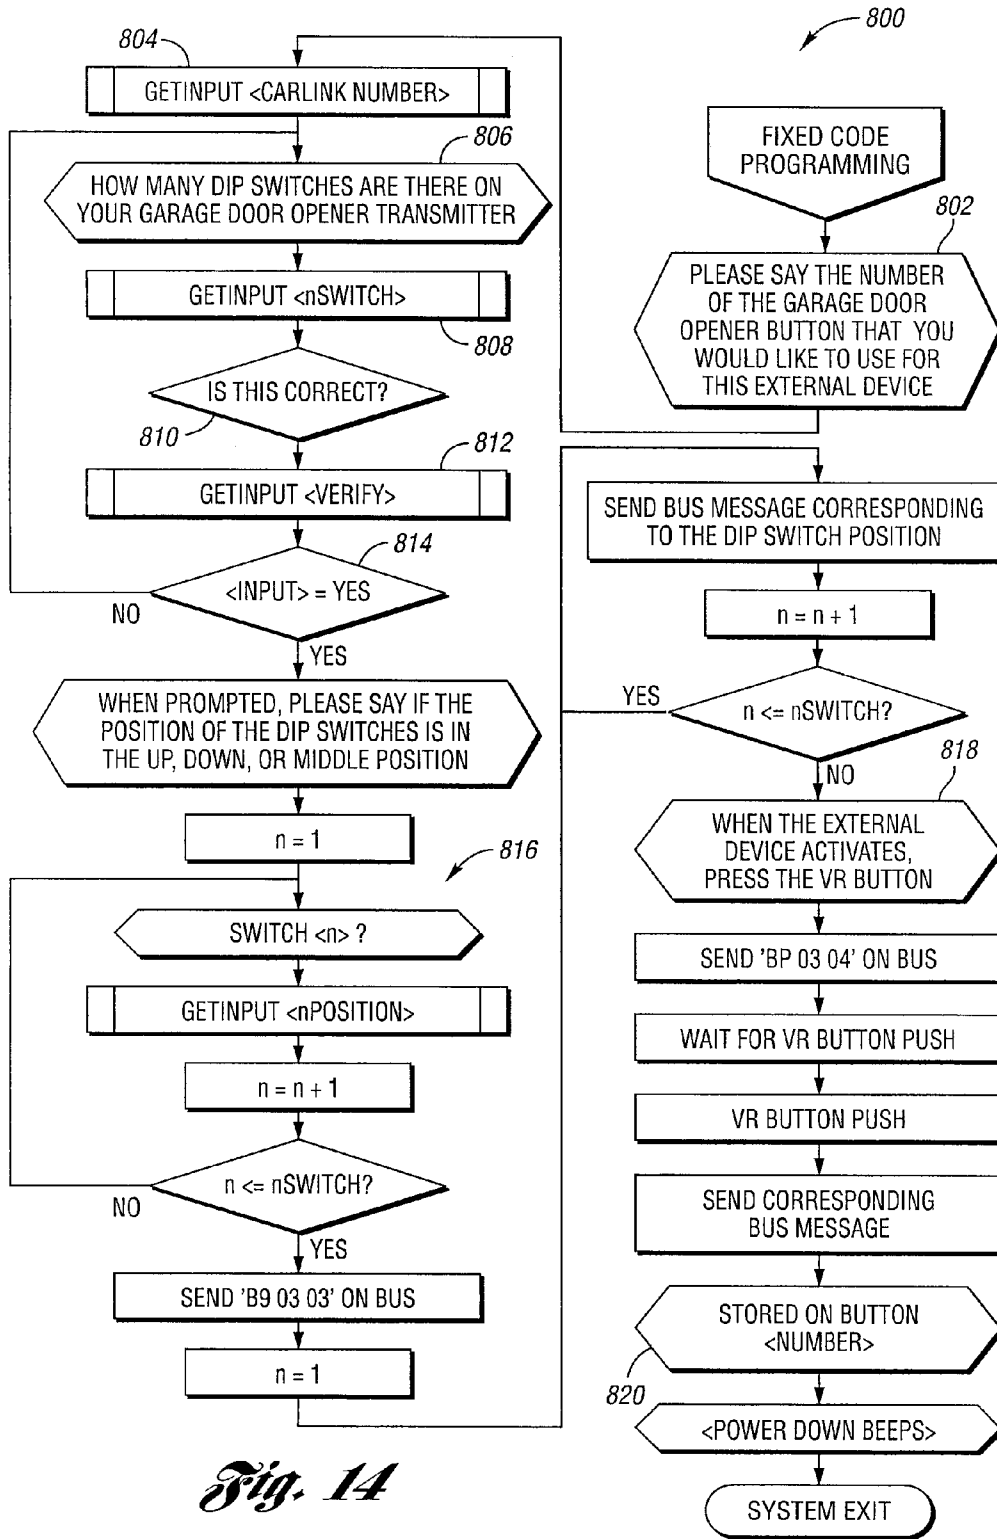 800
FIXED CODE
PROGRAMMING
802
PLEASE SAY THE NUMBER
OF THE GARAGE DOOR
OPENER BUTTON THAT YOU
WOULD LIKE TO USE FOR
THIS EXTERNAL DEVICE
804
GETINPUT <CARLINK NUMBER>
806
HOW MANY DIP SWITCHES ARE THERE ON
YOUR GARAGE DOOR OPENER TRANSMITTER
GETINPUT <nSWITCH>
808
IS THIS CORRECT?
810
812
GETINPUT <VERIFY>
814
<INPUT> = YES
NO
YES
WHEN PROMPTED, PLEASE SAY IF THE
POSITION OF THE DIP SWITCHES IS IN
THE UP, DOWN, OR MIDDLE POSITION
n = 1
816
SWITCH <n> ?
GETINPUT <nPOSITION>
n = n + 1
n <= nSWITCH?
NO
YES
SEND 'B9 03 03' ON BUS
n = 1
SEND BUS MESSAGE CORRESPONDING
TO THE DIP SWITCH POSITION
n = n + 1
YES
n <= nSWITCH?
NO
818
WHEN THE EXTERNAL
DEVICE ACTIVATES,
PRESS THE VR BUTTON
SEND 'BP 03 04' ON BUS
WAIT FOR VR BUTTON PUSH
VR BUTTON PUSH
SEND CORRESPONDING
BUS MESSAGE
STORED ON BUTTON
<NUMBER>
820
<POWER DOWN BEEPS>
SYSTEM EXIT
Fig. 14